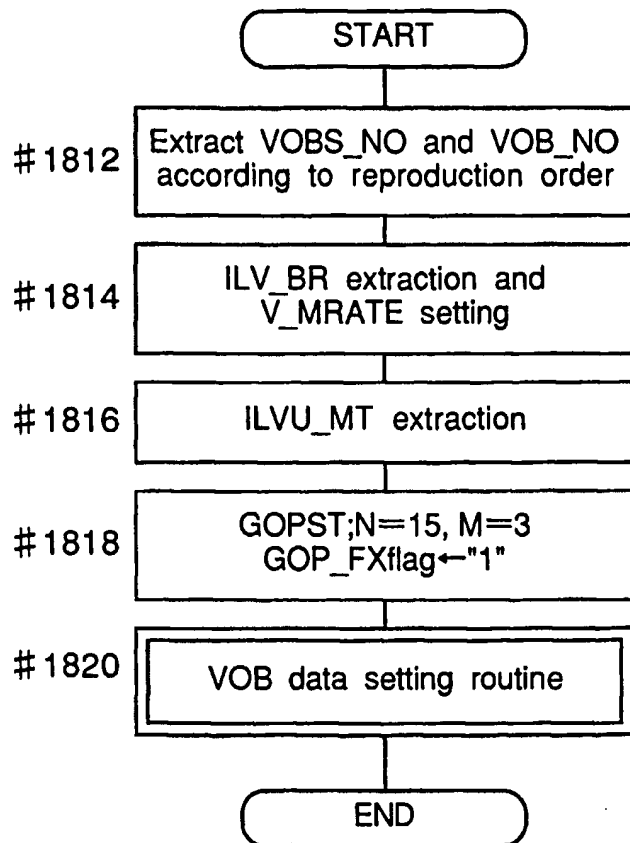 START
#1812
Extract VOBS_NO and VOB_NO
according to reproduction order
#1814
ILV_BR extraction and
V_MRATE setting
#1816
ILVU_MT extraction
#1818
GOPST;N=15, M=3
GOP_FXflag←"1"
#1820
VOB data setting routine
END